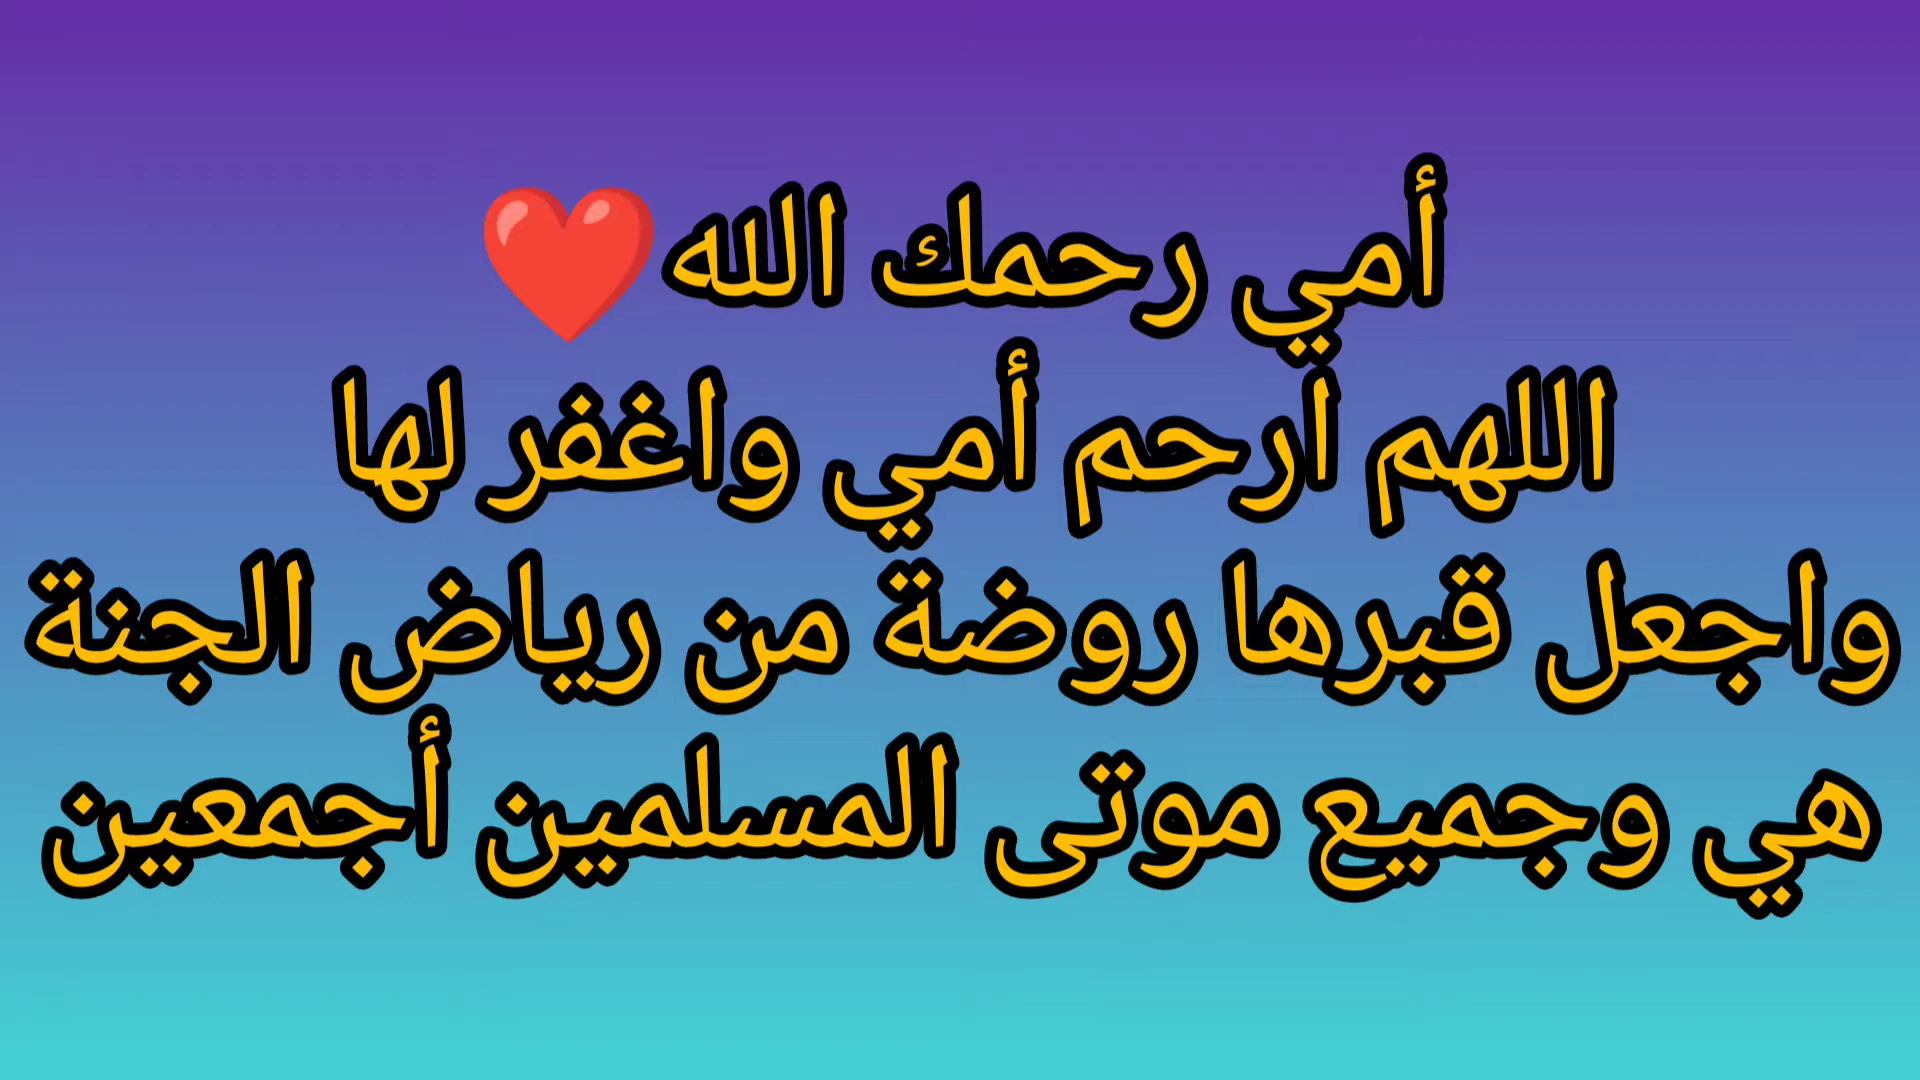 أمي رحمك الله❤️
اللهم ارحم أمي واغفر لها
واجعل قبرها روضة من رياض الجنة
هي وجميع موتى المسلمين أجمعين